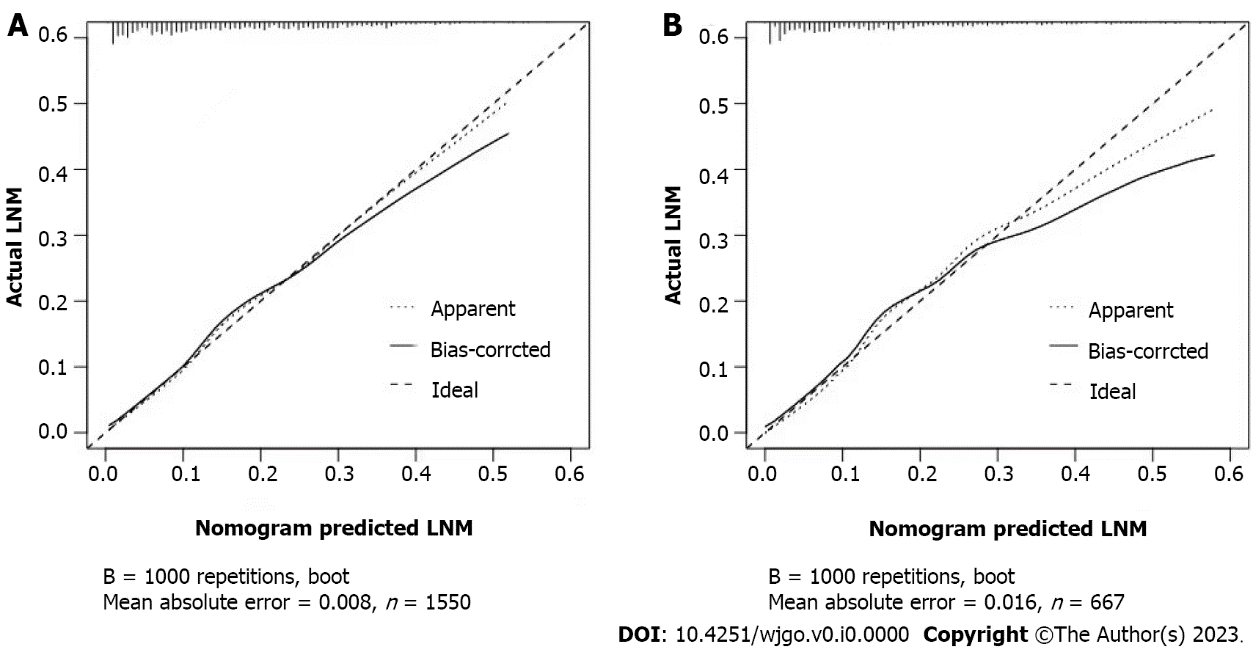 A
0.6
0.5
0.4
0.3
0.2
0.1
0.0
Actual LNM
Apparent
Bias-corrcted
Ideal
0.0 0.1 0.2 0.3 0.4 0.5 0.6
Nomogram predicted LNM
B = 1000 repetitions, boot
Mean absolute error = 0.008, n = 1550
B
0.6
0.5
0.4
0.3
0.2
0.1
0.0
Actual LNM
Apparent
Bias-corrcted
Ideal
0.0 0.1 0.2 0.3 0.4 0.5 0.6
Nomogram predicted LNM
B = 1000 repetitions, boot
Mean absolute error = 0.016, n = 667
DOI: 10.4251/wjgo.v0.i0.0000 Copyright ©The Author(s) 2023.